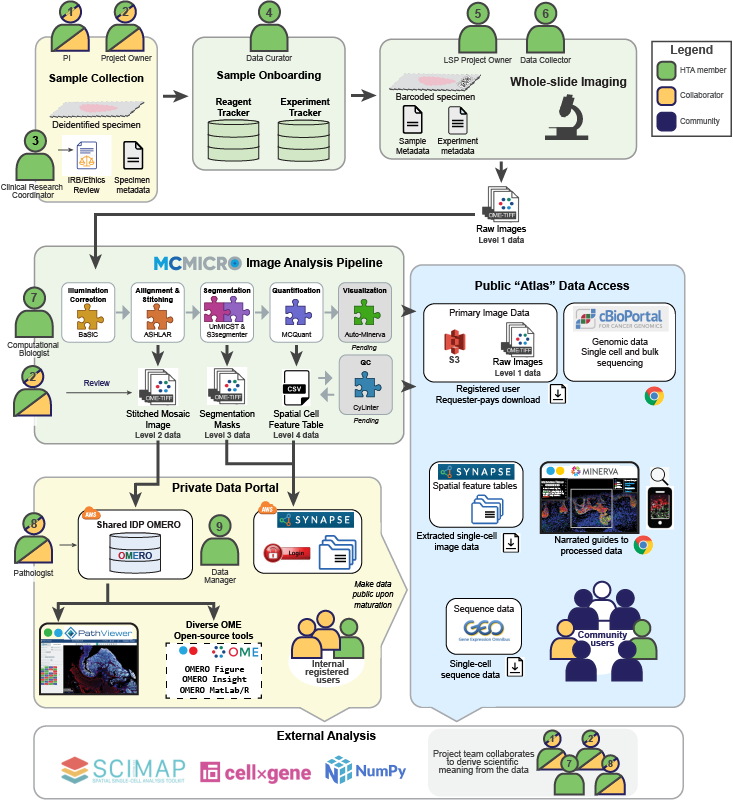 1
2
PI
Project Owner
Sample Collection
Deidentified specimen
3
Clinical Research
Coordinator
IRB/Ethics
Review
Specimen
metadata
4
Data Curator
Sample Onboarding
Reagent
Tracker
Experiment
Tracker
5
6
LSP Project Owner
Data Collector
Barcoded specimen
Whole-slide Imaging
Sample
Metadata
Experiment
metadata
Legend
HTA member
Collaborator
Community
OME-TIFF
Raw Images
Level 1 data
MCMICRO Image Analysis Pipeline
7
Computational
Biologist
Illumination
Correction
BaSIC
Allignment &
Stitching
ASHLAR
Segmentation
UnMICST &
S3segmenter
Quantification
MCQuant
Visualization
Auto-Minerva
Pending
2
Review
OME-TIFF
Stitched Mosaic
Image
Level 2 data
OME-TIFF
Segmentation
Masks
Level 3 data
CSV
Spatial Cell
Feature Table
Level 4 data
QC
CyLinter
Pending
Public “Atlas” Data Access
Primary Image Data
S3
OME-TIFF
Raw Images
Level 1 data
Registered user
Requester-pays download
cBioPortal
FOR CANCER GENOMICS
Genomic data
Single cell and bulk
sequencing
SYNAPSE
Spatial feature tables
Extracted single-cell
image data
MINERVA
Narrated guides to
processed data
Sequence data
GEO
Gene Expression Omnibus
Single-cell
sequence data
Community
users
Private Data Portal
8
Pathologist
AWS
Shared IDP OMERO
OMERO
9
Data
Manager
AWS
SYNAPSE
Login
Make data
public upon
maturation
PathViewer
Diverse OME
Open-source tools
OME
OMERO Figure
OMERO Insight
OMERO MatLab/R
Internal
registered
users
External Analysis
SCIMAP
SPATIAL SINGLE-CELL ANALYSIS TOOLKIT
cellxgene
NumPy
Project team collaborates
to derive scientific
meaning from the data
1
2
7
8